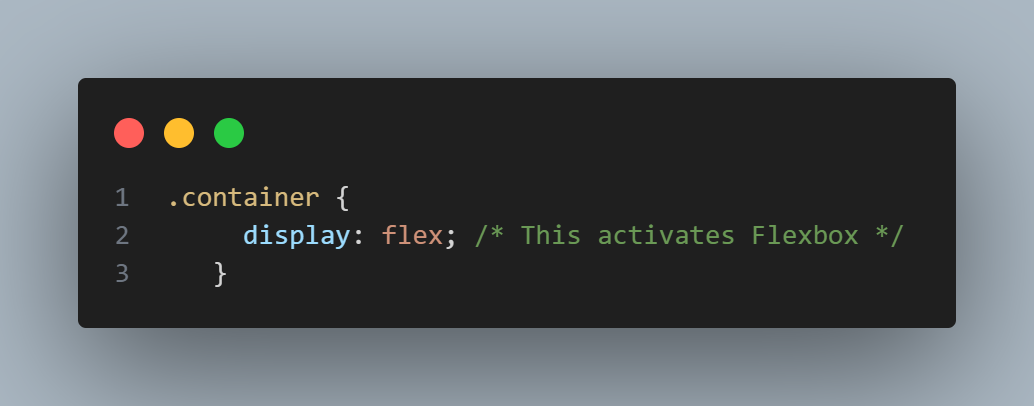 1 .container {
2 display: flex; /* This activates Flexbox */
3 }